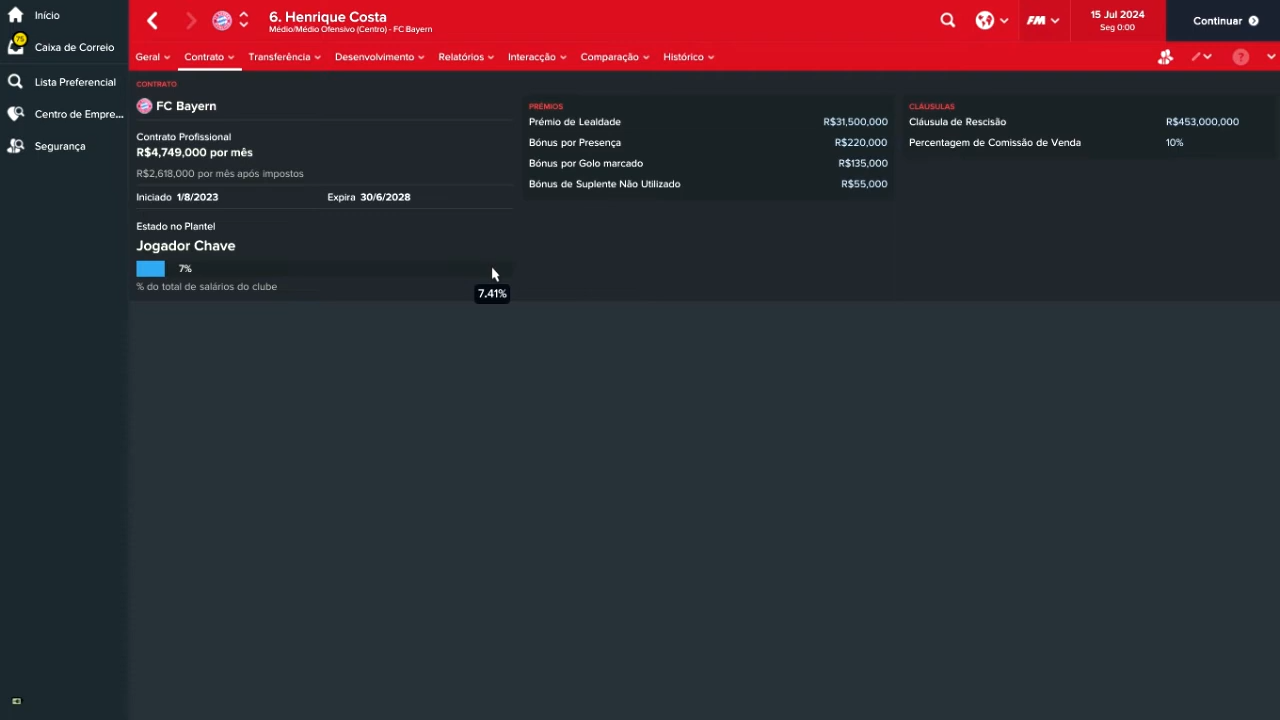 Início
75
Caixa de Correio
Lista Preferencial
Centro de Empre...
Segurança
6. Henrique Costa
Médio/Médio Ofensivo (Centro) - FC Bayern
FM
15 Jul 2024
Seg 0:00
Continuar
Geral
Contrato
Transferência
Desenvolvimento
Relatórios
Interacção
Comparação
Histórico
?
CONTRATO
FC Bayern
Contrato Profissional
R$4,749,000 por mês
R$2,618,000 por mês após impostos
Iniciado 1/8/2023 Expira 30/6/2028
Estado no Plantel
Jogador Chave
7%
% do total de salários do clube
7.41%
PRÉMIOS
Prémio de Lealdade R$31,500,000
Bónus por Presença R$220,000
Bónus por Golo marcado R$135,000
Bónus de Suplente Não Utilizado R$55,000
CLÁUSULAS
Cláusula de Rescisão R$453,000,000
Percentagem de Comissão de Venda 10%